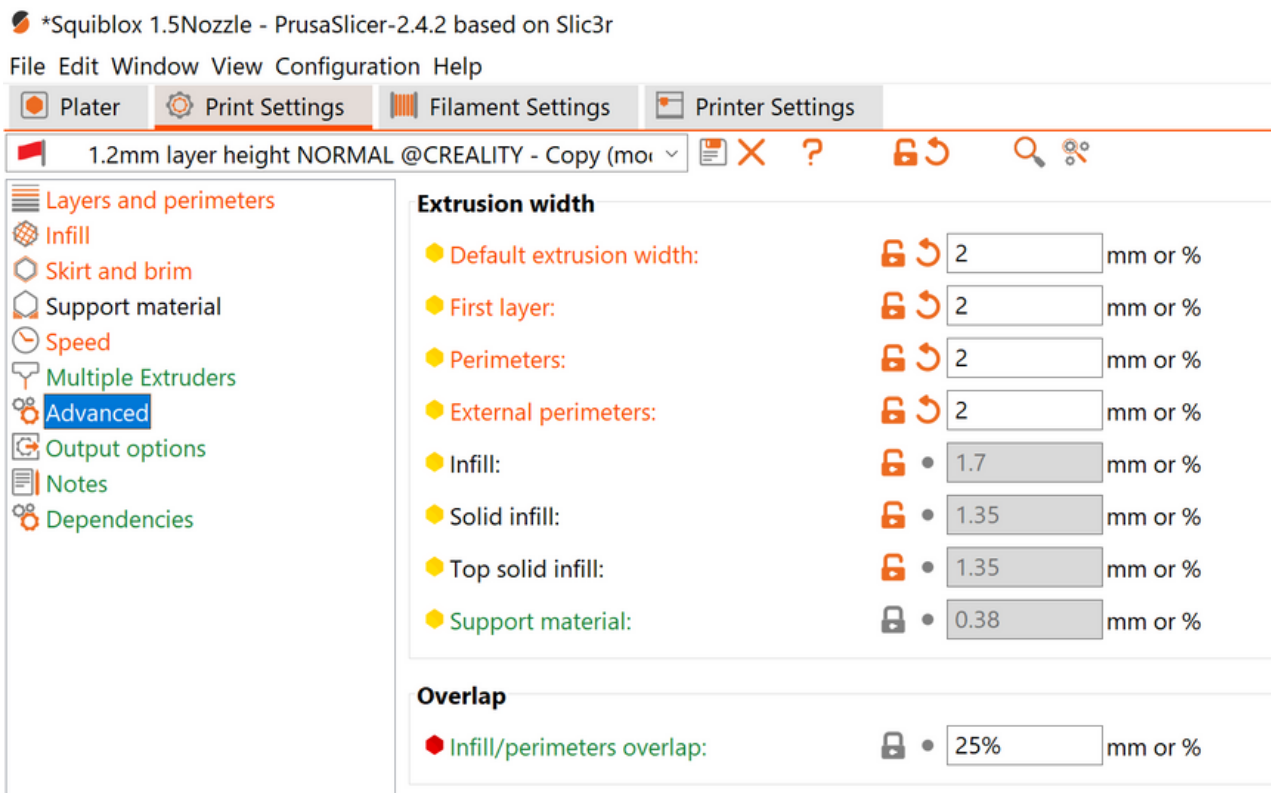 *Squiblox 1.5Nozzle - PrusaSlicer-2.4.2 based on Slic3r
File Edit Window View Configuration Help
Plater Print Settings Filament Settings Printer Settings
1.2mm layer height NORMAL @CREALITY - Copy (mo
Layers and perimeters
Infill
Skirt and brim
Support material
Speed
Multiple Extruders
Advanced
Output options
Notes
Dependencies
Extrusion width
Default extrusion width: 2 mm or %
First layer: 2 mm or %
Perimeters: 2 mm or %
External perimeters: 2 mm or %
Infill: 1.7 mm or %
Solid infill: 1.35 mm or %
Top solid infill: 1.35 mm or %
Support material: 0.38 mm or %
Overlap
Infill/perimeters overlap: 25% mm or %